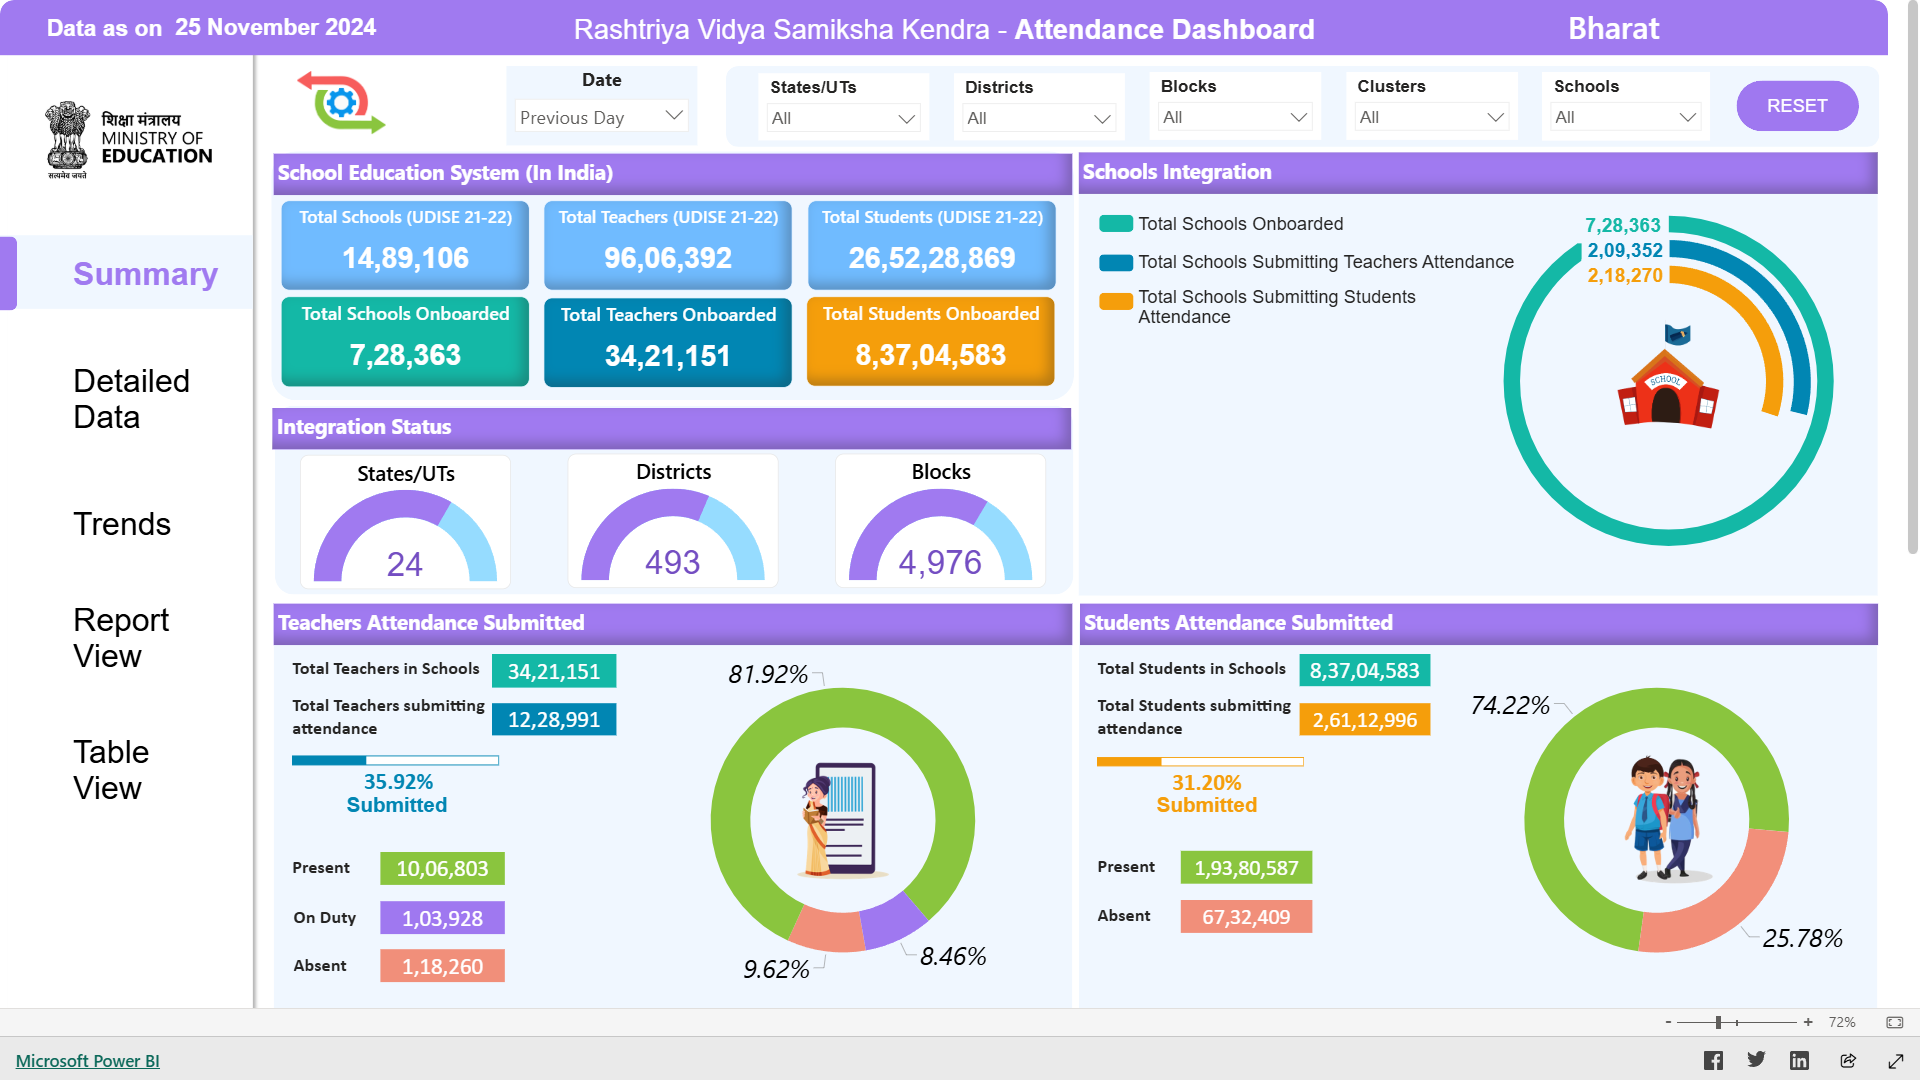 Data as on 25 November 2024
Rashtriya Vidya Samiksha Kendra - Attendance Dashboard
Bharat
शिक्षा मंत्रालय
MINISTRY OF
EDUCATION
सत्यमेव जयते
Summary
Detailed
Data
Trends
Report
View
Table
View
Date
Previous Day
States/UTs
All
Districts
All
Blocks
All
Clusters
All
Schools
All
RESET
School Education System (In India)
Total Schools (UDISE 21-22)
14,89,106
Total Teachers (UDISE 21-22)
96,06,392
Total Students (UDISE 21-22)
26,52,28,869
Total Schools Onboarded
7,28,363
Total Teachers Onboarded
34,21,151
Total Students Onboarded
8,37,04,583
Schools Integration
Total Schools Onboarded
Total Schools Submitting Teachers Attendance
Total Schools Submitting Students
Attendance
7,28,363
2,09,352
2,18,270
SCHOOL
Integration Status
States/UTs
24
Districts
493
Blocks
4,976
Teachers Attendance Submitted
Total Teachers in Schools
34,21,151
Total Teachers submitting
attendance
12,28,991
35.92%
Submitted
Present
10,06,803
On Duty
1,03,928
Absent
1,18,260
81.92%
9.62%
8.46%
Students Attendance Submitted
Total Students in Schools
8,37,04,583
Total Students submitting
attendance
2,61,12,996
31.20%
Submitted
Present
1,93,80,587
Absent
67,32,409
74.22%
25.78%
- + 72%
Microsoft Power BI